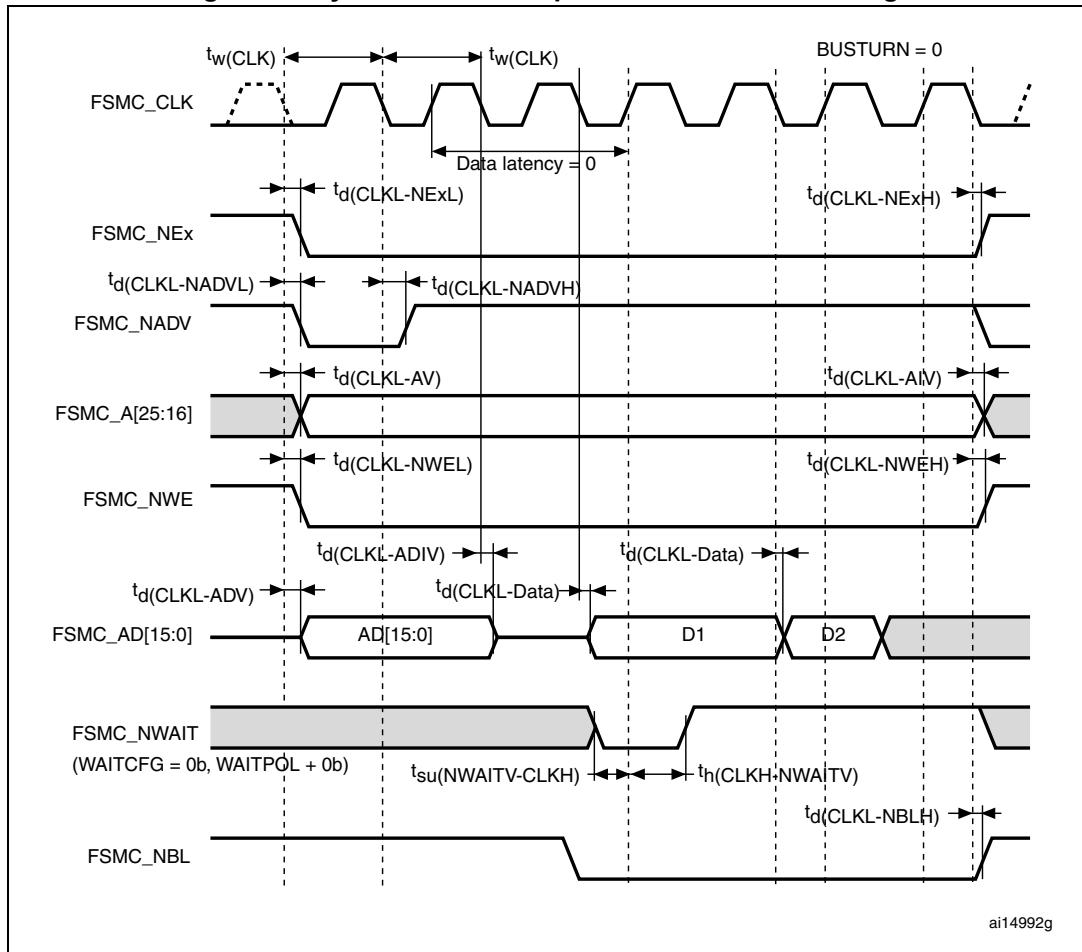 tw(CLK) tw(CLK) BUSTURN = 0
FSMC_CLK
Data latency = 0
td(CLKL-NExL) td(CLKL-NExH)
FSMC_NEx
td(CLKL-NADVL) td(CLKL-NADVH)
FSMC_NADV
td(CLKL-AV) td(CLKL-AIV)
FSMC_A[25:16]
td(CLKL-NWEL) td(CLKL-NWEH)
FSMC_NWE
td(CLKL-ADIV) td(CLKL-Data)
td(CLKL-ADV) td(CLKL-Data)
FSMC_AD[15:0] AD[15:0] D1 D2
FSMC_NWAIT
(WAITCFG = 0b, WAITPOL + 0b)
tsu(NWAITV-CLKH) th(CLKH-NWAITV)
td(CLKL-NBLH)
FSMC_NBL
ai14992g